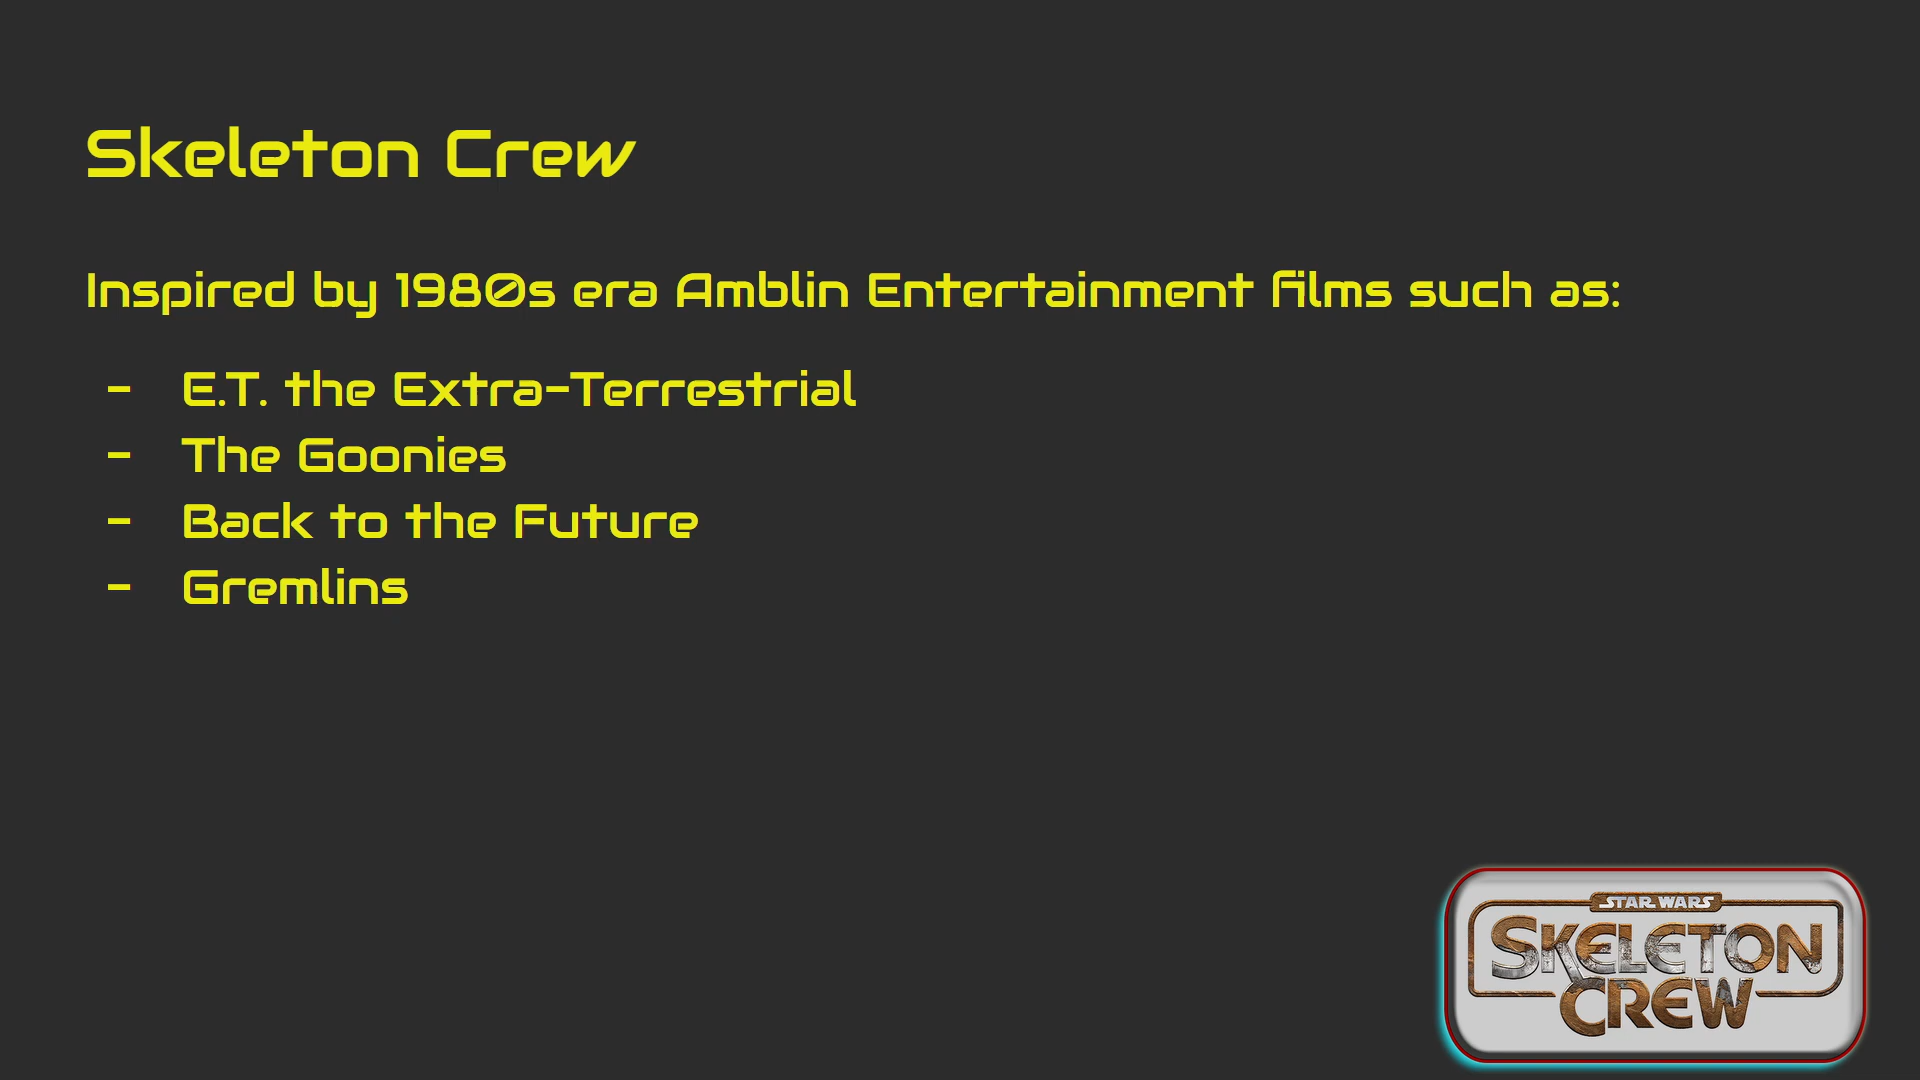 Skeleton Crew
Inspired by 1980s era Amblin Entertainment films such as:
- E.T. the Extra-Terrestrial
- The Goonies
- Back to the Future
- Gremlins
STAR WARS
SKELETON
CREW